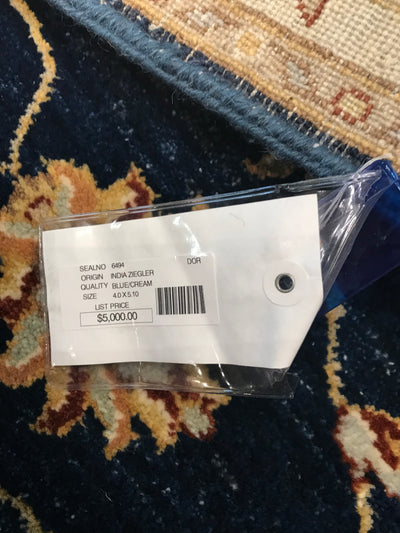 SEALNO 6494 DOR
ORIGIN INDIA ZIEGLER
QUALITY BLUE/CREAM
SIZE 4.0 X 5.10
LIST PRICE
$5,000.00